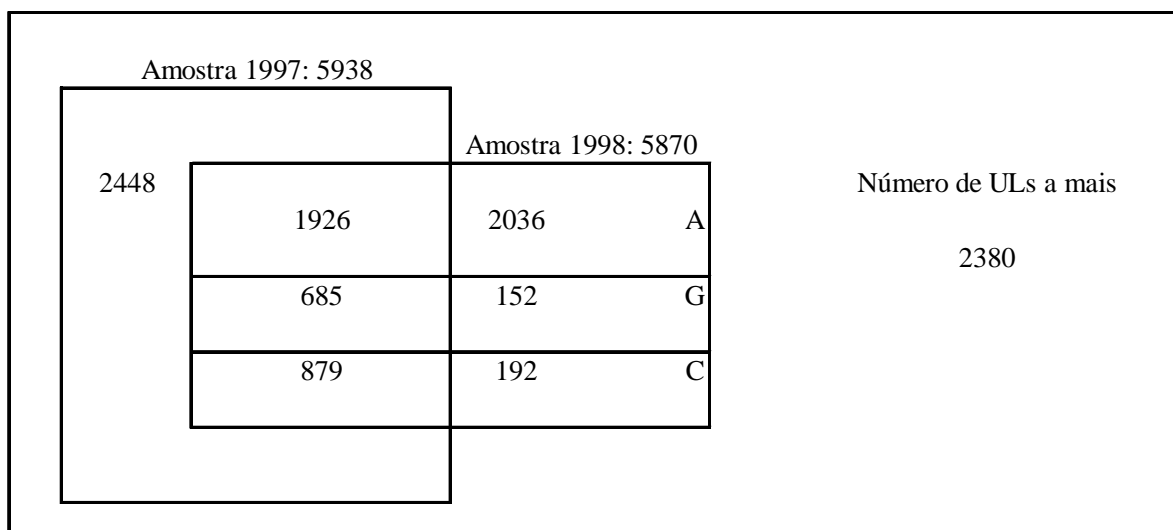 Amostra 1997: 5938
Amostra 1998: 5870
2448 Número de ULs a mais
1926 2036 A
2380
685 152 G
879 192 C